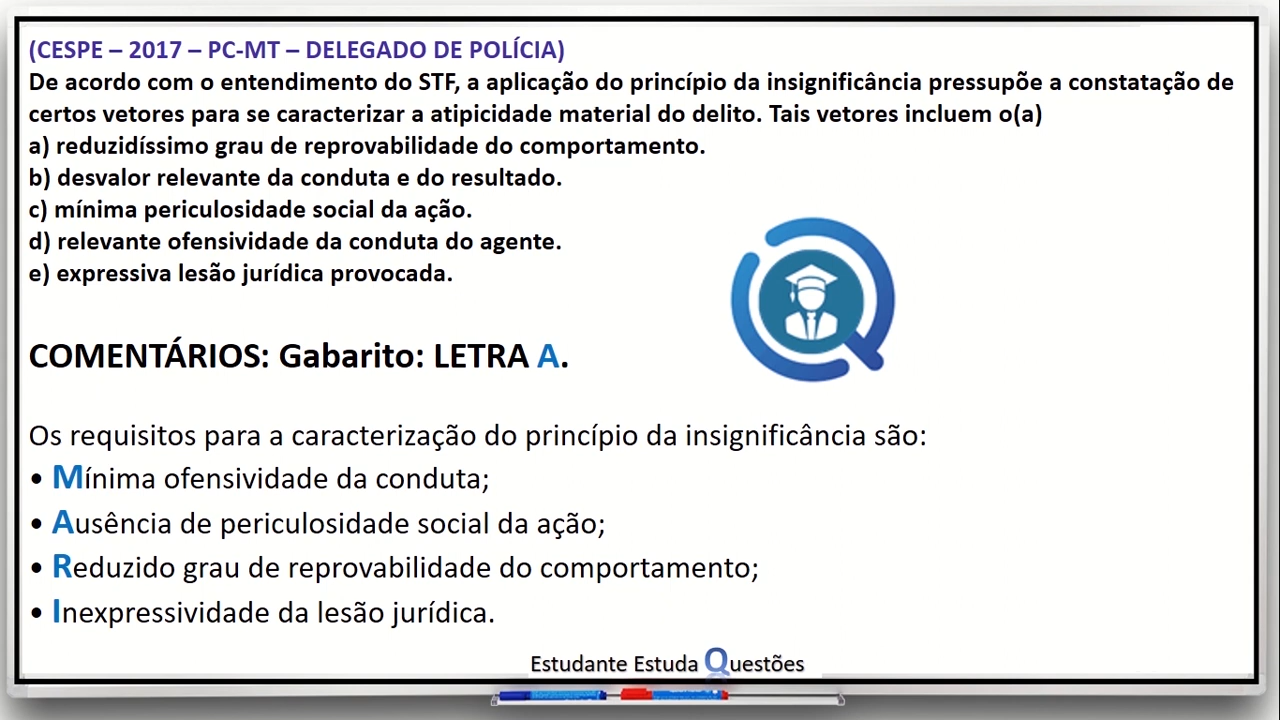 (CESPE – 2017 – PC-MT – DELEGADO DE POLÍCIA)
De acordo com o entendimento do STF, a aplicação do princípio da insignificância pressupõe a constatação de
certos vetores para se caracterizar a atipicidade material do delito. Tais vetores incluem o(a)
a) reduzidíssimo grau de reprovabilidade do comportamento.
b) desvalor relevante da conduta e do resultado.
c) mínima periculosidade social da ação.
d) relevante ofensividade da conduta do agente.
e) expressiva lesão jurídica provocada.
COMENTÁRIOS: Gabarito: LETRA A.
Os requisitos para a caracterização do princípio da insignificância são:
• Mínima ofensividade da conduta;
• Ausência de periculosidade social da ação;
• Reduzido grau de reprovabilidade do comportamento;
• Inexpressividade da lesão jurídica.
Estudante Estuda Questões